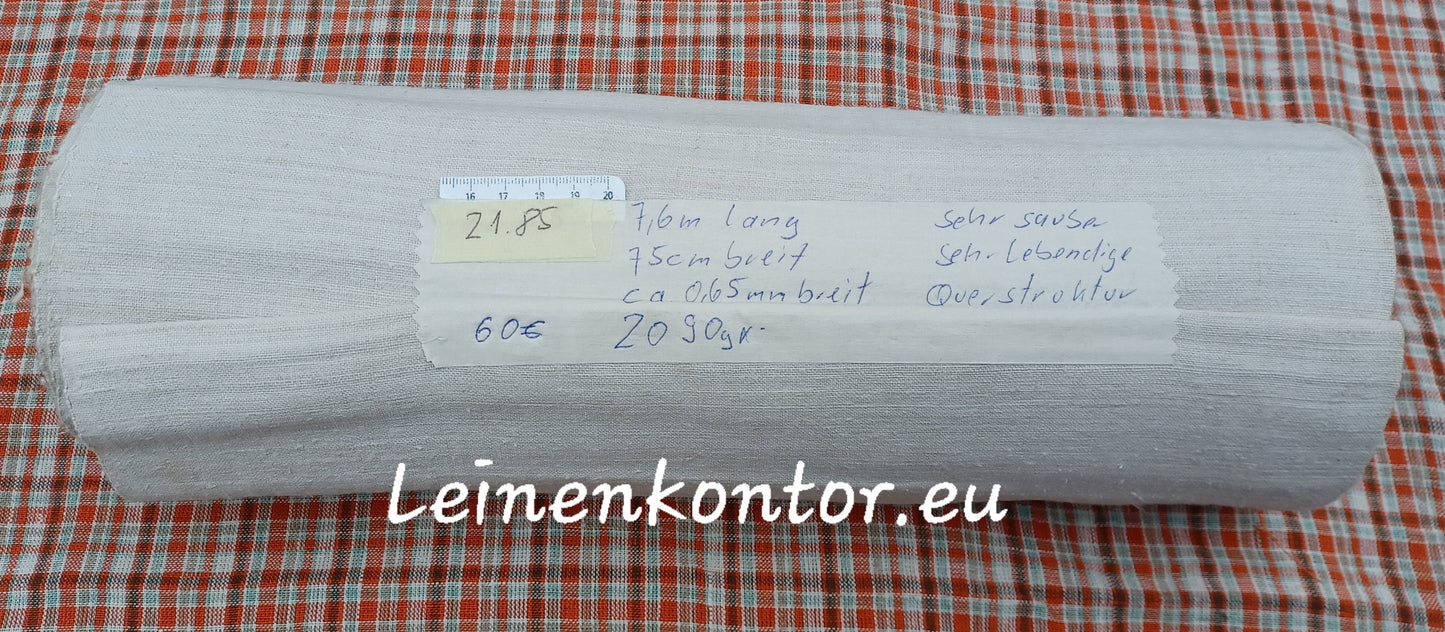 16 17 18 19 20
21.85
7,6m lang
75cm breit
ca 0,65mm breit
60€ 2090gr.
sehr sauber
sehr lebendige
Querstruktur
Leinenkontor.eu